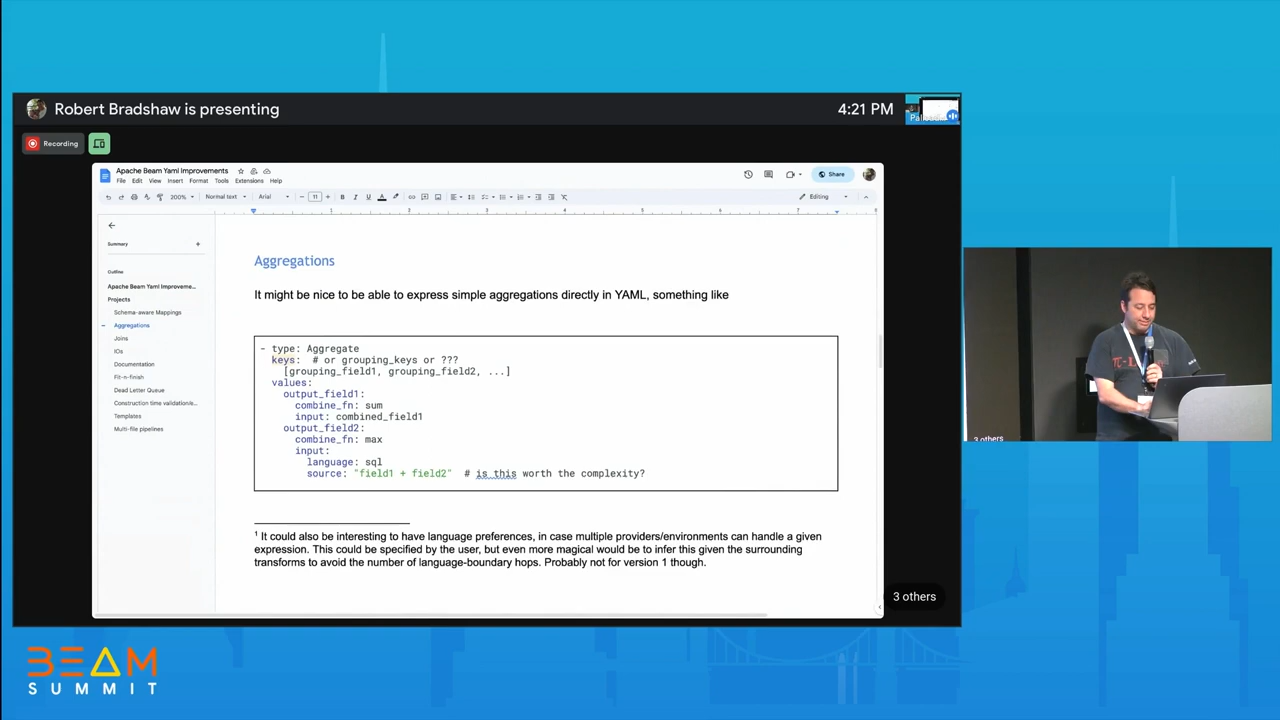 Robert Bradshaw is presenting
4:21 PM
Recording
Apache Beam Yaml Improvements
File Edit View Insert Format Tools Extensions Help
Share
200% Normal text Arial 11 Editing
Summary
Outline
Apache Beam Yaml Improveme...
Projects
Schema-aware Mappings
Aggregations
Joins
IOs
Documentation
Fit-n-finish
Dead Letter Queue
Construction time validation/e...
Templates
Multi-file pipelines
Aggregations
It might be nice to be able to express simple aggregations directly in YAML, something like
- type: Aggregate
keys: # or grouping_keys or ???
[grouping_field1, grouping_field2, ...]
values:
output_field1:
combine_fn: sum
input: combined_field1
output_field2:
combine_fn: max
input:
language: sql
source: "field1 + field2" # is this worth the complexity?
1 It could also be interesting to have language preferences, in case multiple providers/environments can handle a given
expression. This could be specified by the user, but even more magical would be to infer this given the surrounding
transforms to avoid the number of language-boundary hops. Probably not for version 1 though.
3 others
3 others
BEAM
SUMMIT